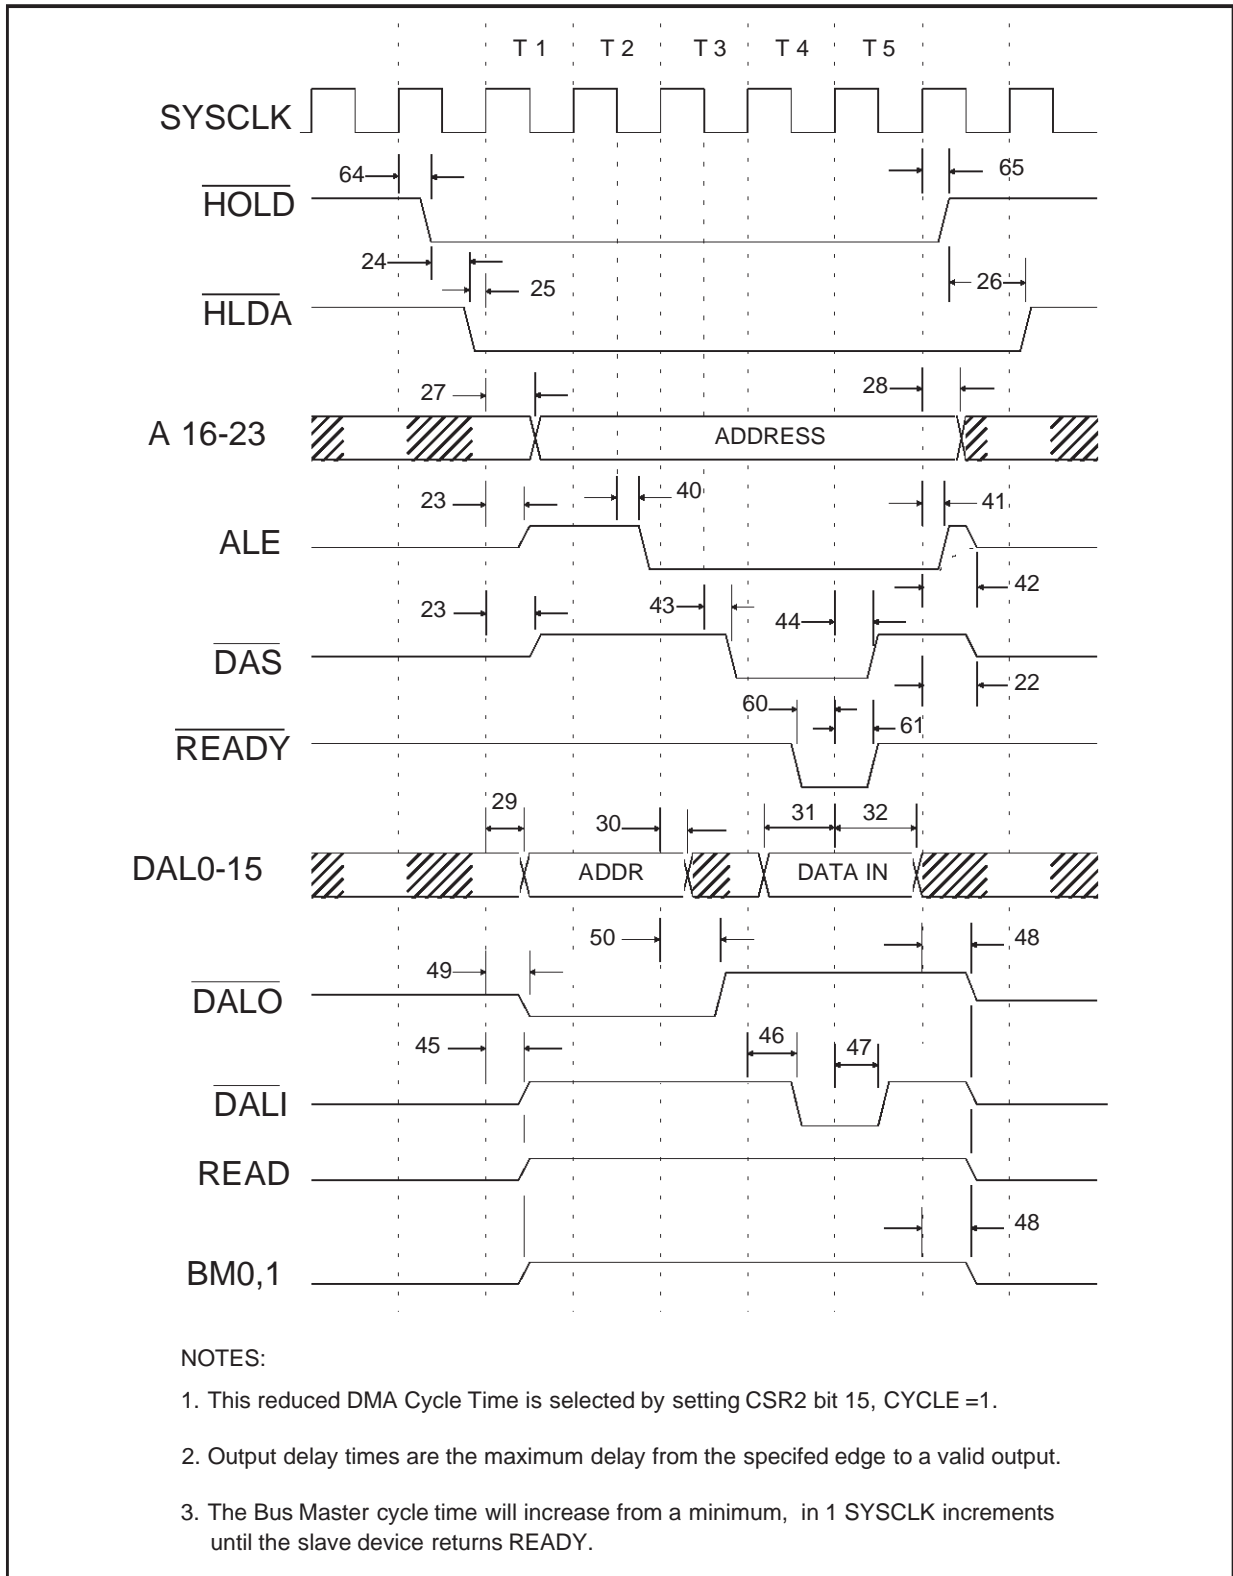 T 1 T 2 T 3 T 4 T 5
SYSCLK
64 65
HOLD
24 25 26
HLDA
27 28
A 16-23 ADDRESS
23 40 41
ALE
42
23 43 44
DAS
22
60 61
READY
29 30 31 32
DAL0-15 ADDR DATA IN
50 48
49
DALO
45 46 47
DALI
READ
48
BM0,1
NOTES:
1. This reduced DMA Cycle Time is selected by setting CSR2 bit 15, CYCLE =1.
2. Output delay times are the maximum delay from the specifed edge to a valid output.
3. The Bus Master cycle time will increase from a minimum, in 1 SYSCLK increments
until the slave device returns READY.